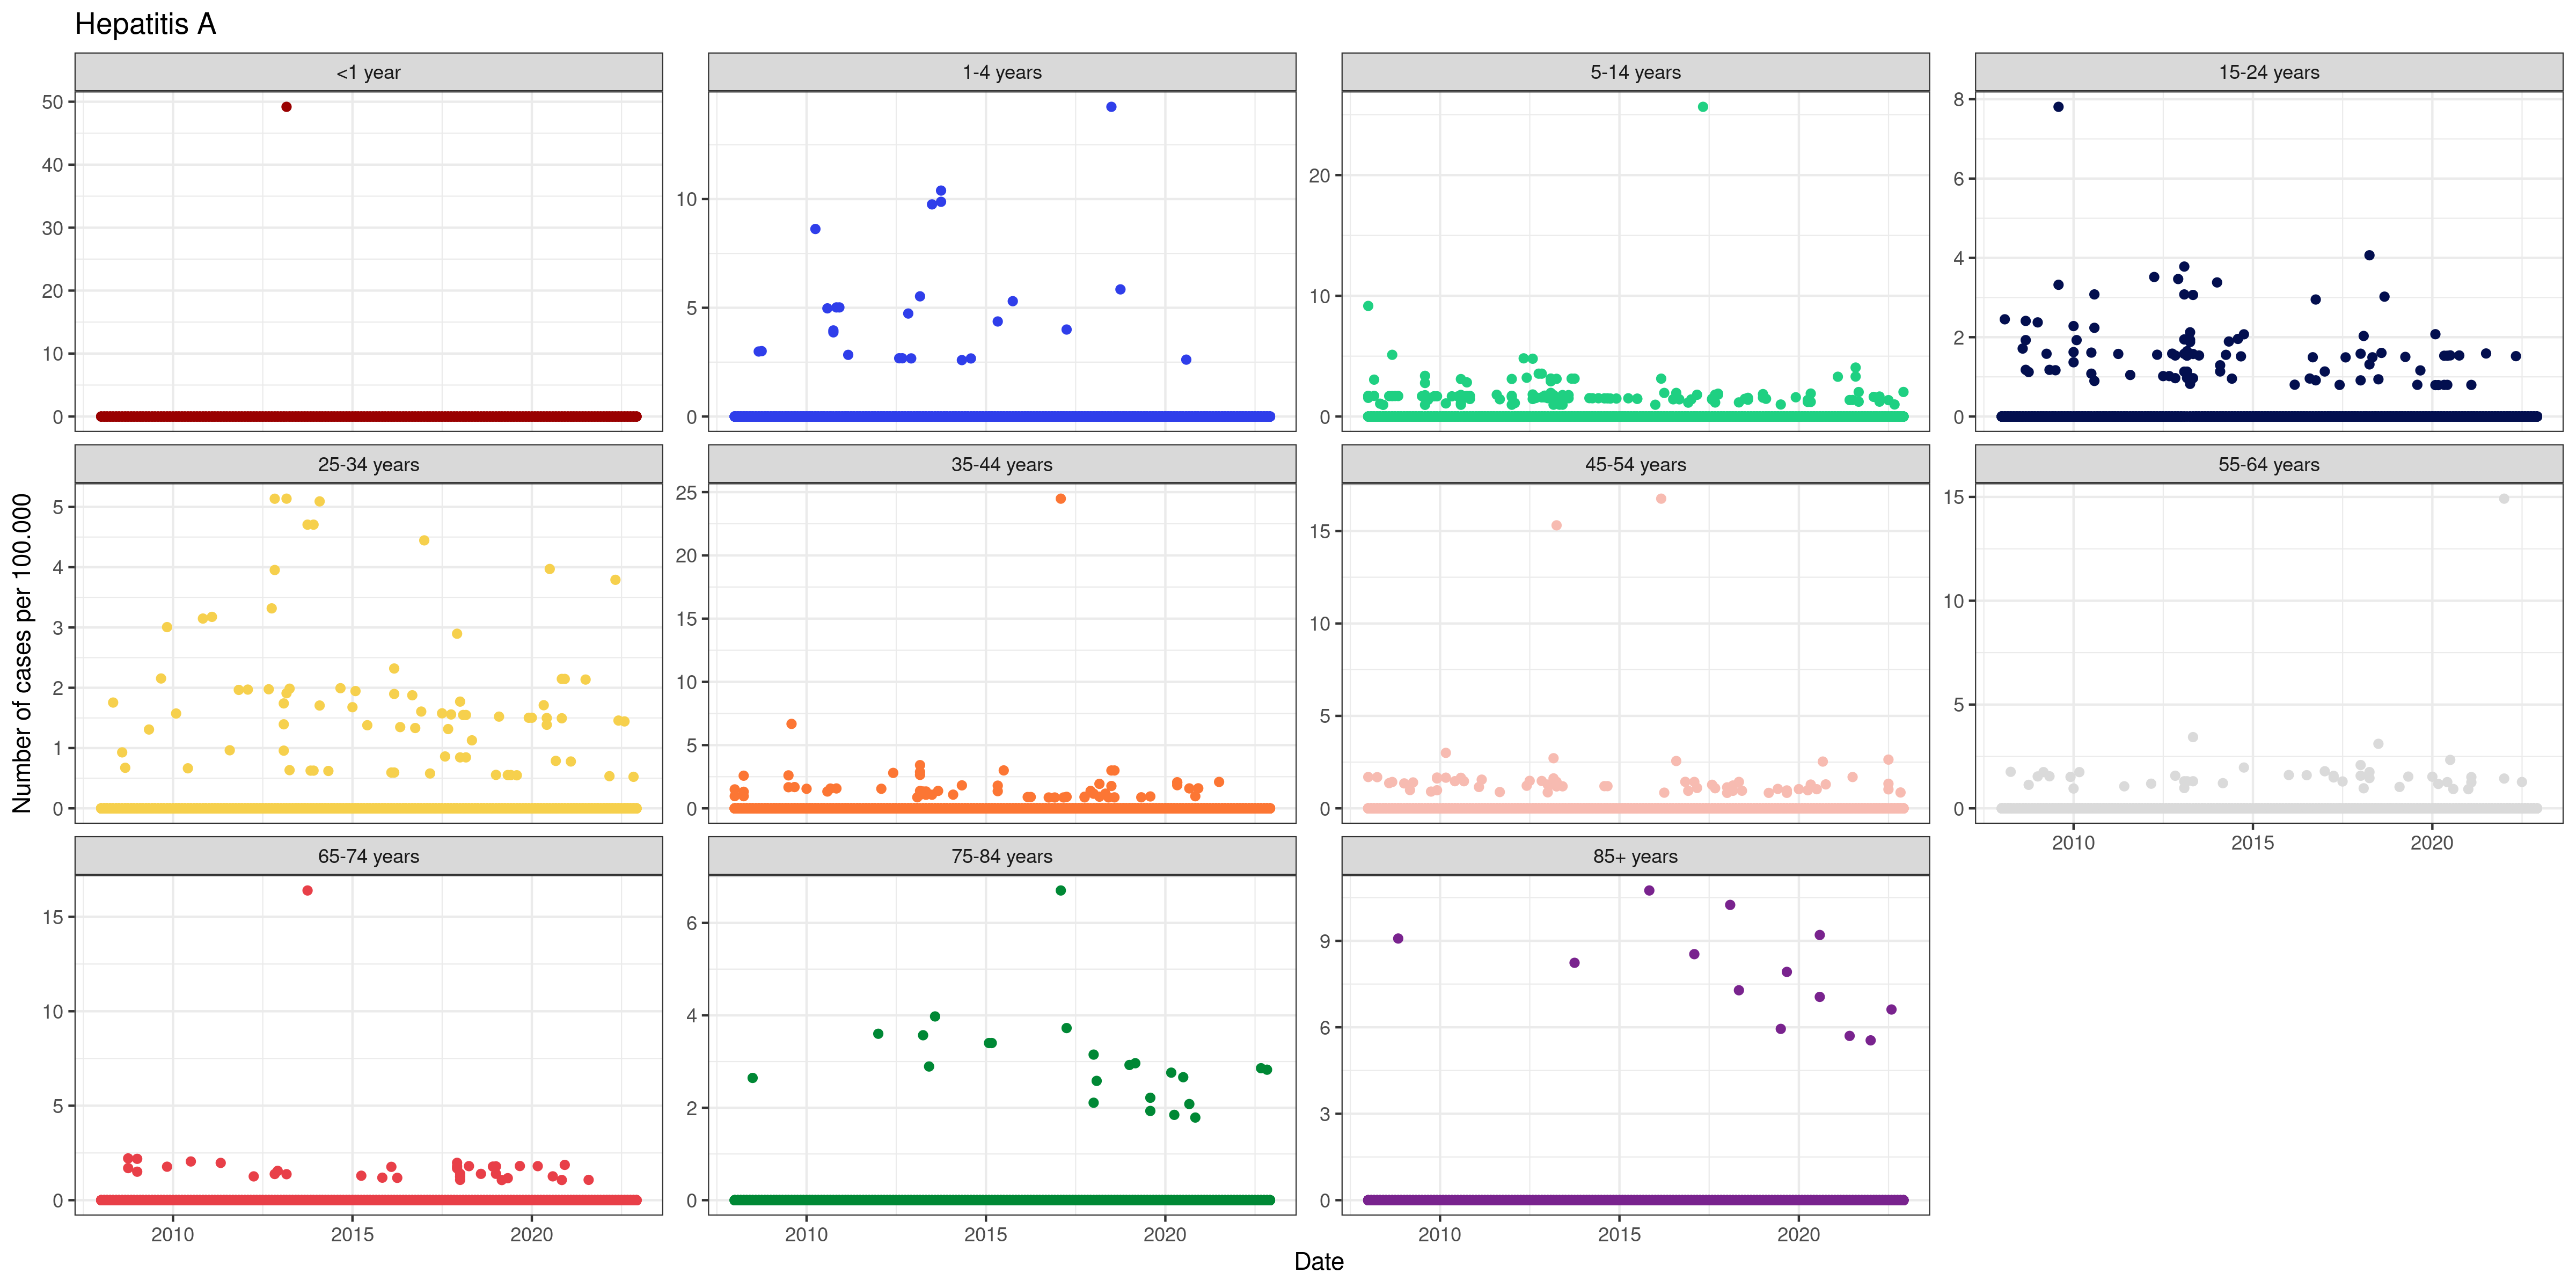 Hepatitis A
<1 year
1-4 years
5-14 years
15-24 years
50
40
30
20
10
0
10
5
0
20
10
0
8
6
4
2
0
25-34 years
35-44 years
45-54 years
55-64 years
Number of cases per 100.000
5
4
3
2
1
0
25
20
15
10
5
0
15
10
5
0
15
10
5
0
2010 2015 2020
65-74 years
75-84 years
85+ years
15
10
5
0
6
4
2
0
9
6
3
0
2010 2015 2020
2010 2015 2020
2010 2015 2020
Date